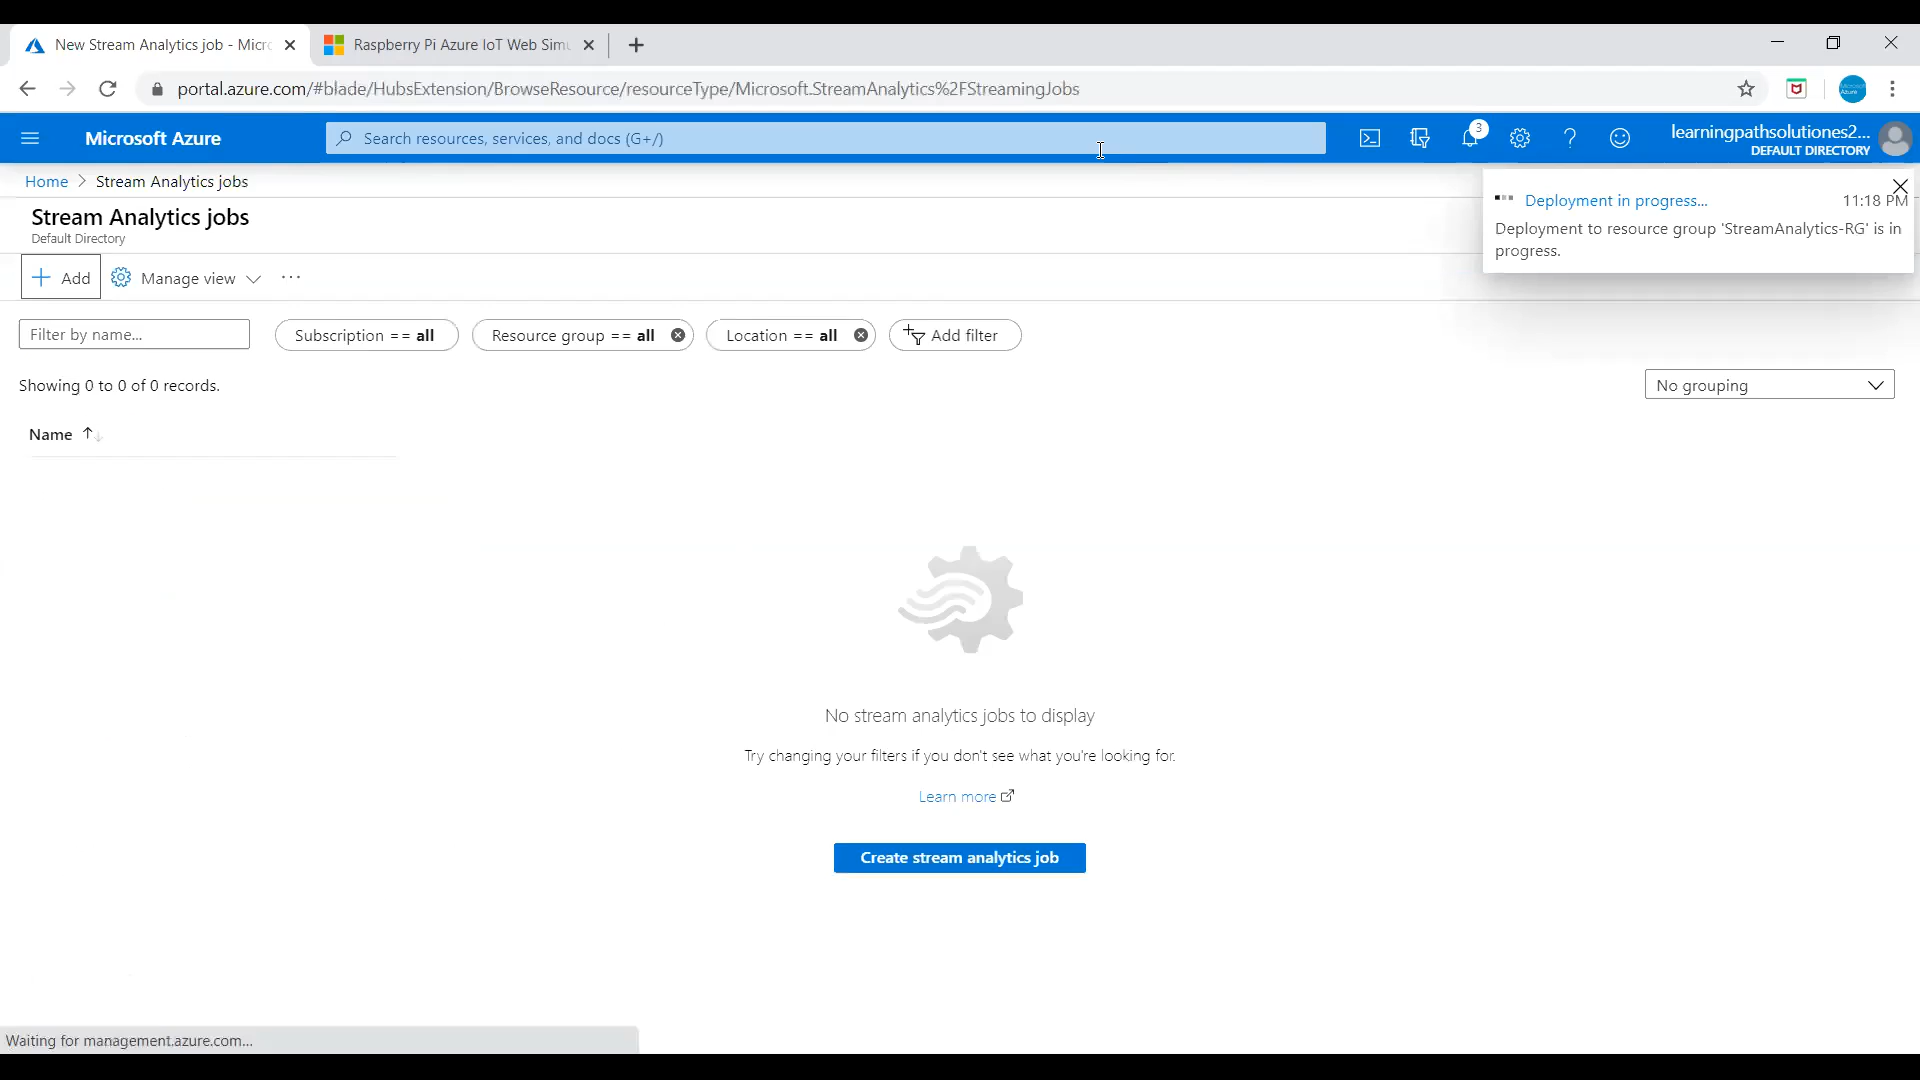 New Stream Analytics job - Micr
Raspberry Pi Azure IoT Web Simu
portal.azure.com/#blade/HubsExtension/BrowseResource/resourceType/Microsoft.StreamAnalytics%2FStreamingJobs
Microsoft Azure
Search resources, services, and docs (G+/)
3
learningpathsolutiones2...
DEFAULT DIRECTORY
Home > Stream Analytics jobs
Deployment in progress...
11:18 PM
Deployment to resource group 'StreamAnalytics-RG' is in
progress.
Stream Analytics jobs
Default Directory
Add
Manage view
Filter by name...
Subscription == all
Resource group == all
Location == all
Add filter
Showing 0 to 0 of 0 records.
No grouping
Name
No stream analytics jobs to display
Try changing your filters if you don't see what you're looking for.
Learn more
Create stream analytics job
Waiting for management.azure.com...